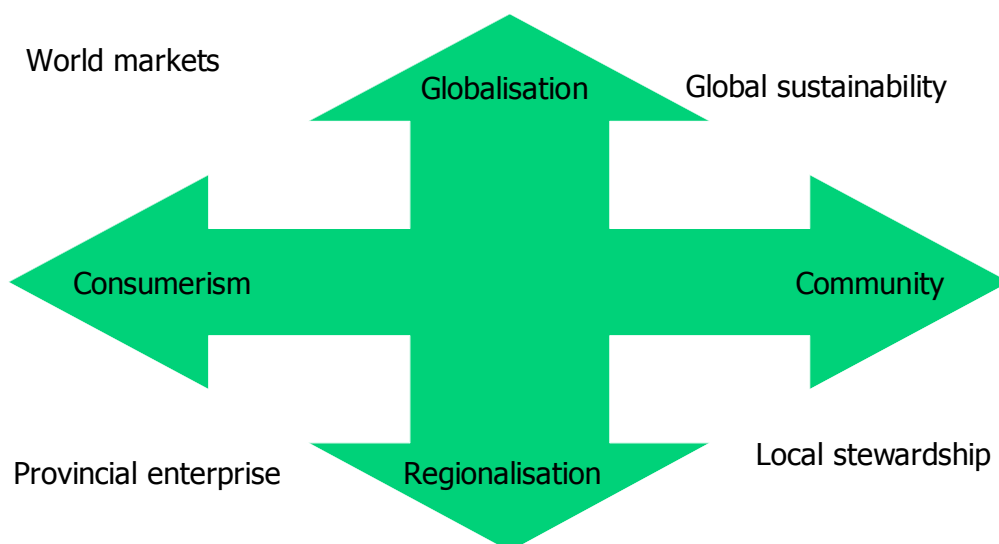 World markets
Globalisation
Global sustainability
Consumerism
Community
Provincial enterprise
Regionalisation
Local stewardship